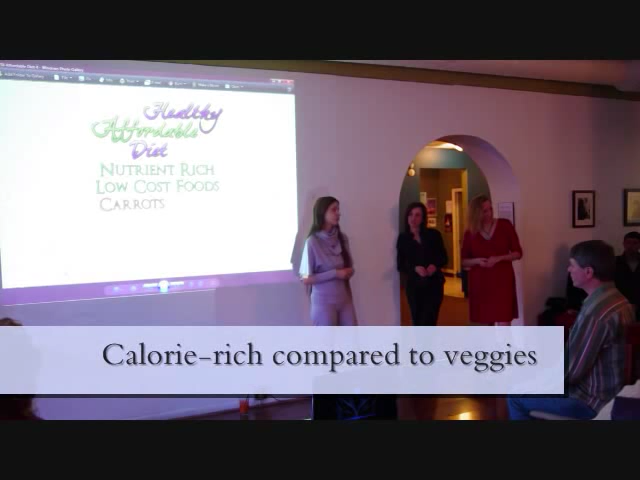 Healthy
Affordable
Diet
Nutrient Rich
Low Cost Foods
Carrots
Calorie-rich compared to veggies